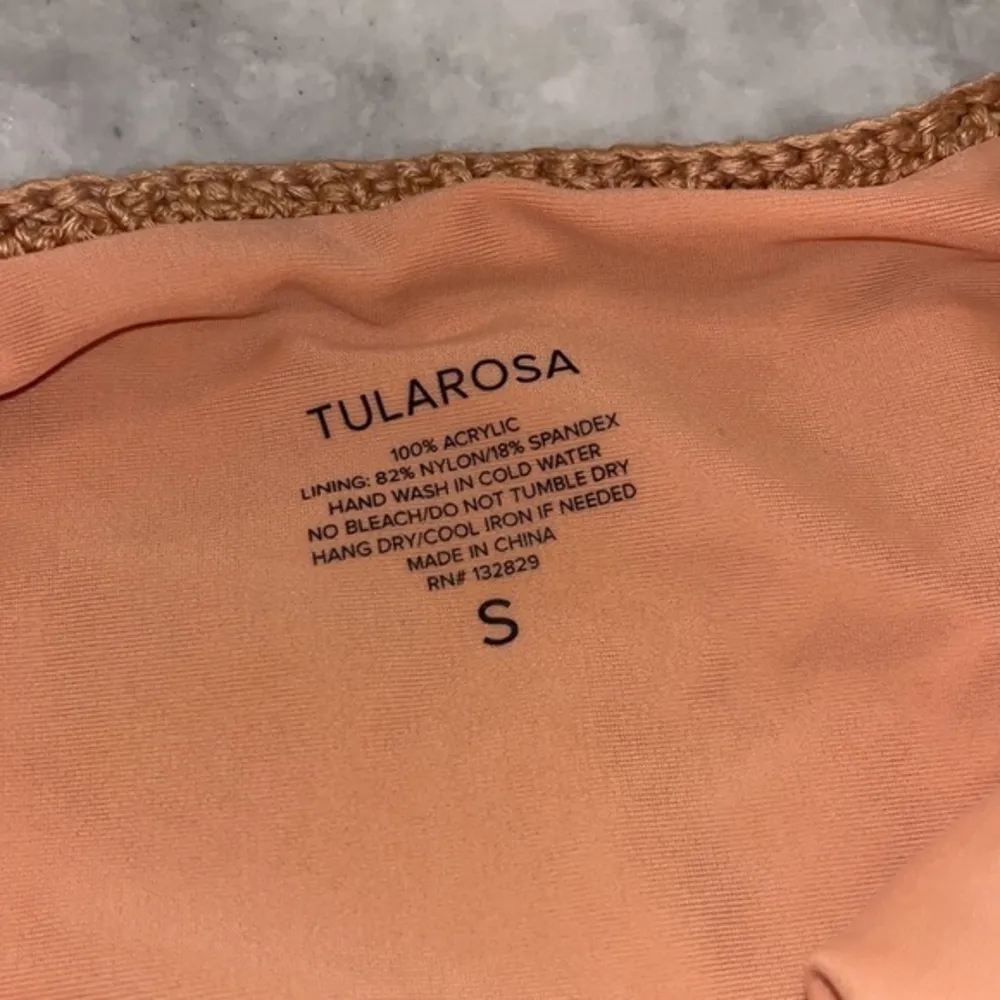 TULAROSA
100% ACRYLIC
LINING: 82% NYLON/18% SPANDEX
HAND WASH IN COLD WATER
NO BLEACH/DO NOT TUMBLE DRY
HANG DRY/COOL IRON IF NEEDED
MADE IN CHINA
RN# 132829
S